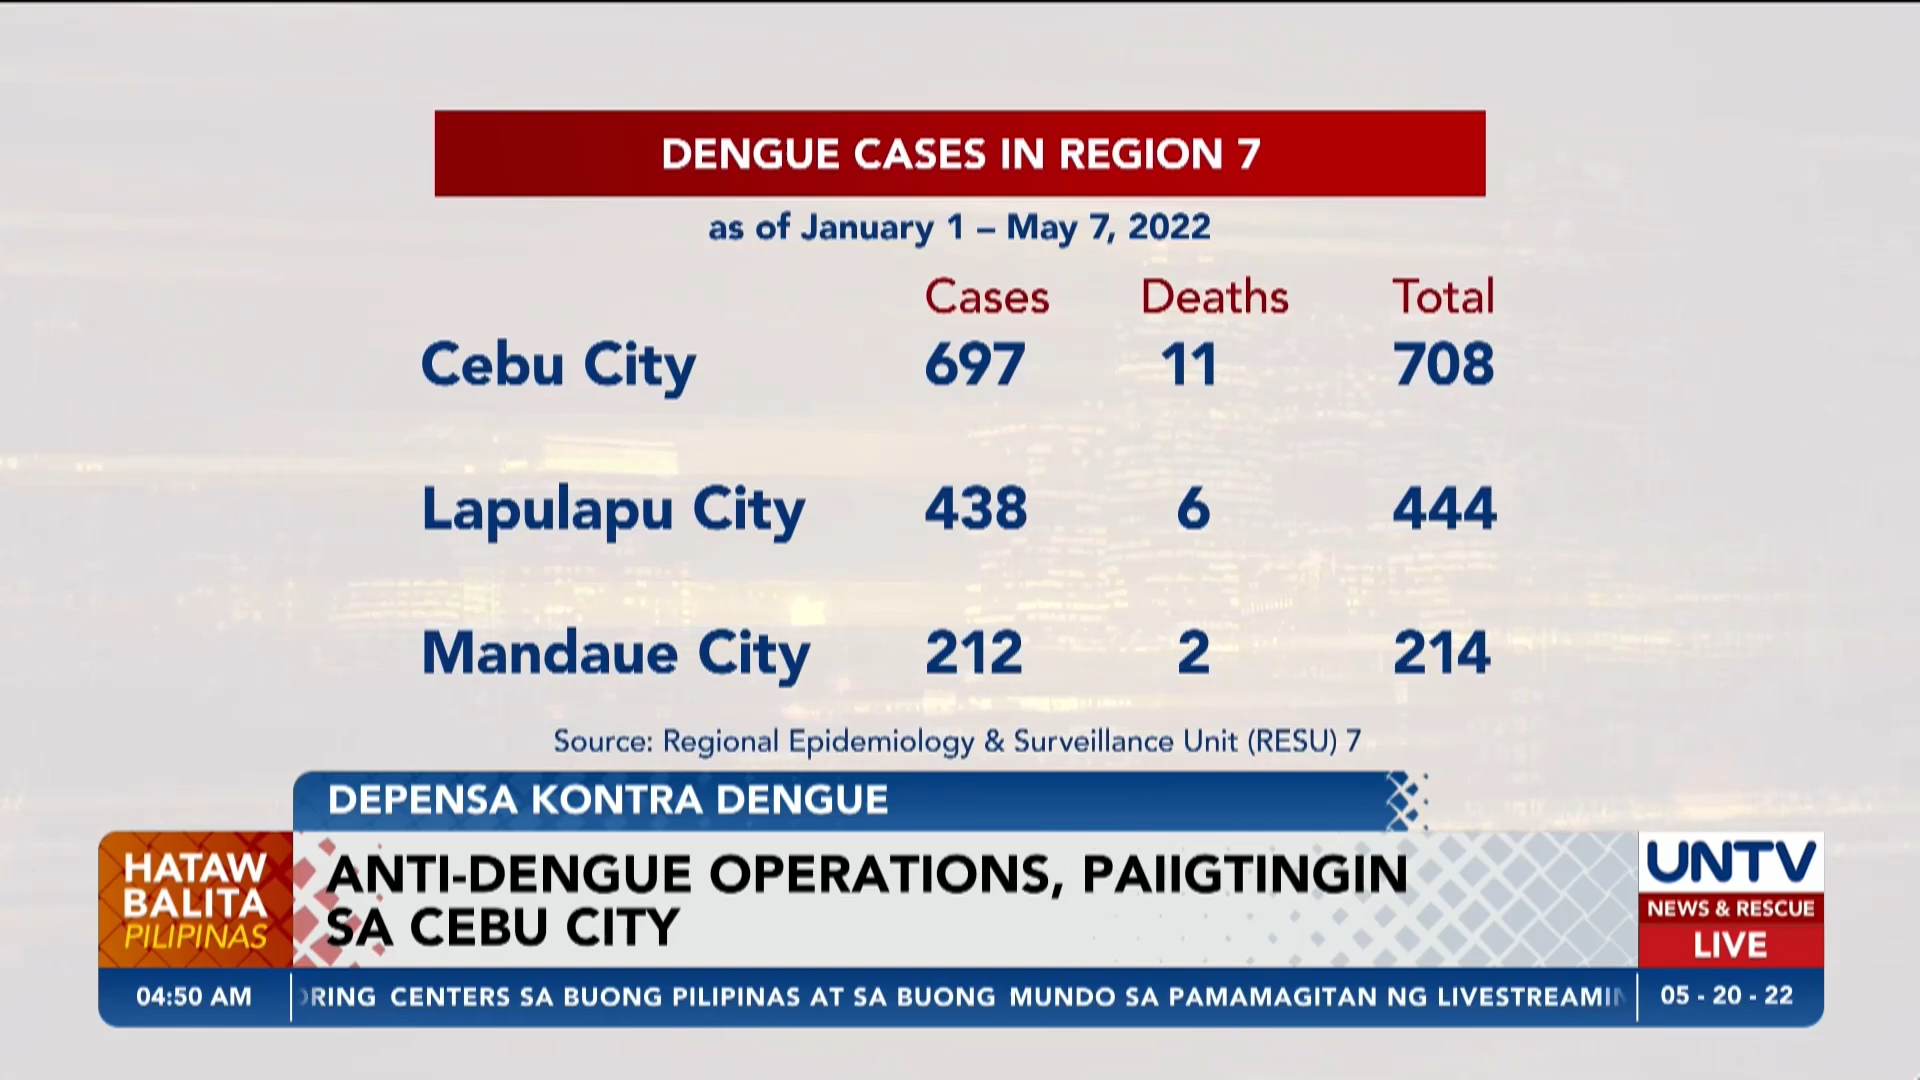 DENGUE CASES IN REGION 7
as of January 1 – May 7, 2022
Cases Deaths Total
Cebu City 697 11 708
Lapulapu City 438 6 444
Mandaue City 212 2 214
Source: Regional Epidemiology & Surveillance Unit (RESU) 7
DEPENSA KONTRA DENGUE
ANTI-DENGUE OPERATIONS, PAIIGTINGIN
SA CEBU CITY
HATAW
BALITA
PILIPINAS
UNTV
NEWS & RESCUE
LIVE
04:50 AM
CENTERS SA BUONG PILIPINAS AT SA BUONG MUNDO SA PAMAMAGITAN NG
05 - 20 - 22